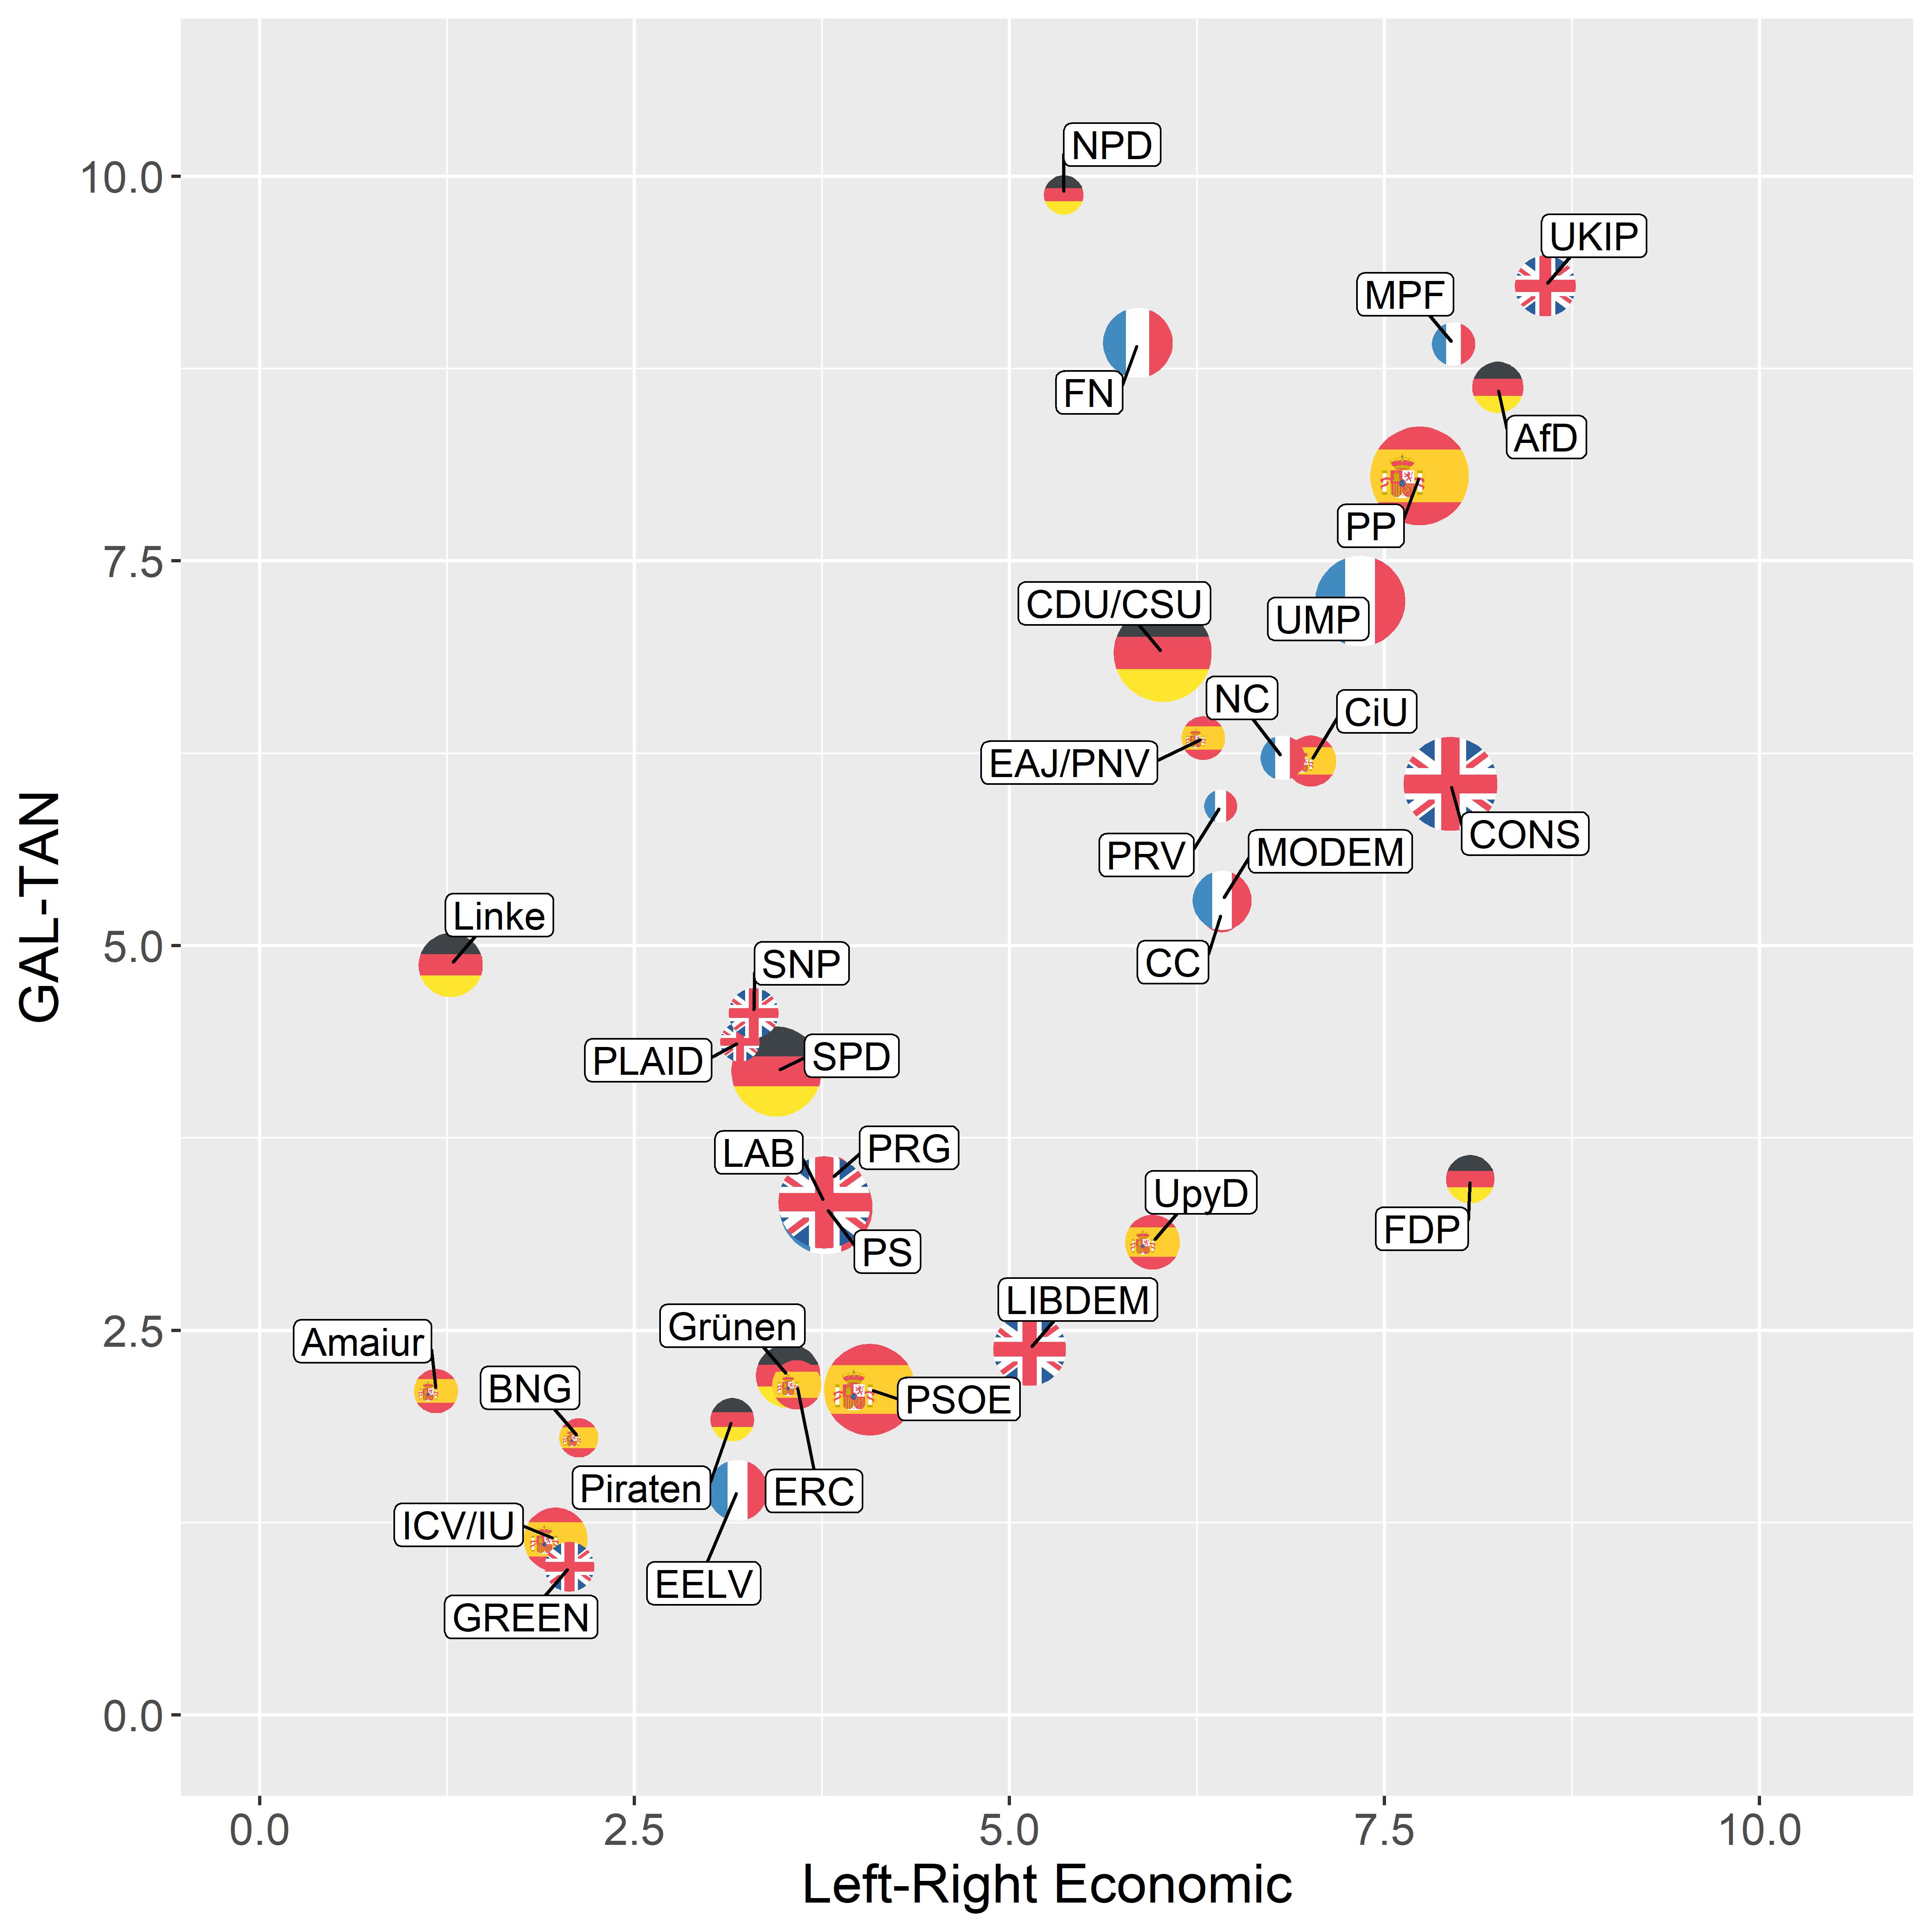 NPD
10.0
UKIP
MPF
FN
AfD
PP
7.5
CDU/CSU
UMP
NC
CiU
EAJ/PNV
CONS
PRV
MODEM
Linke
5.0
SNP
CC
PLAID
SPD
LAB
PRG
UpyD
PS
FDP
LIBDEM
Grünen
2.5
Amaiur
BNG
PSOE
Piraten
ERC
ICV/IU
EELV
GREEN
0.0
GAL-TAN
0.0
2.5
5.0
7.5
10.0
Left-Right Economic